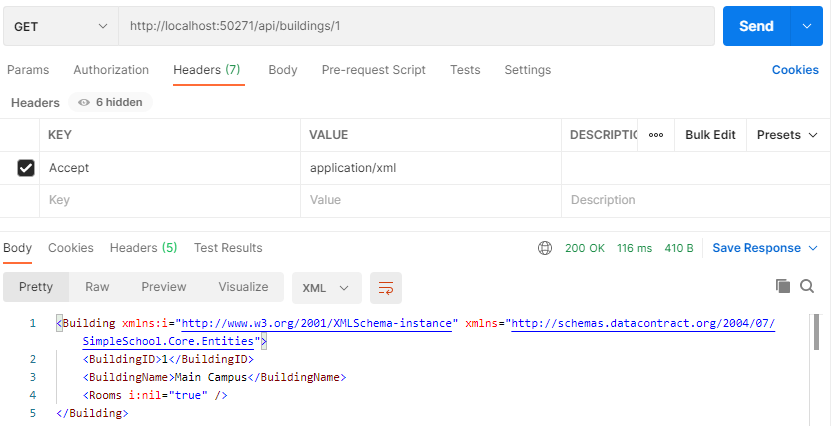 GET http://localhost:50271/api/buildings/1 Send
Params Authorization Headers (7) Body Pre-request Script Tests Settings Cookies
Headers 6 hidden
KEY VALUE DESCRIPTIC ooo Bulk Edit Presets
Accept application/xml
Key Value Description
Body Cookies Headers (5) Test Results 200 OK 116 ms 410 B Save Response
Pretty Raw Preview Visualize XML
1 <Building xmlns:i="http://www.w3.org/2001/XMLSchema-instance" xmlns="http://schemas.datacontract.org/2004/07/
SimpleSchool.Core.Entities">
2 <BuildingID>1</BuildingID>
3 <BuildingName>Main Campus</BuildingName>
4 <Rooms i:nil="true" />
5 </Building>